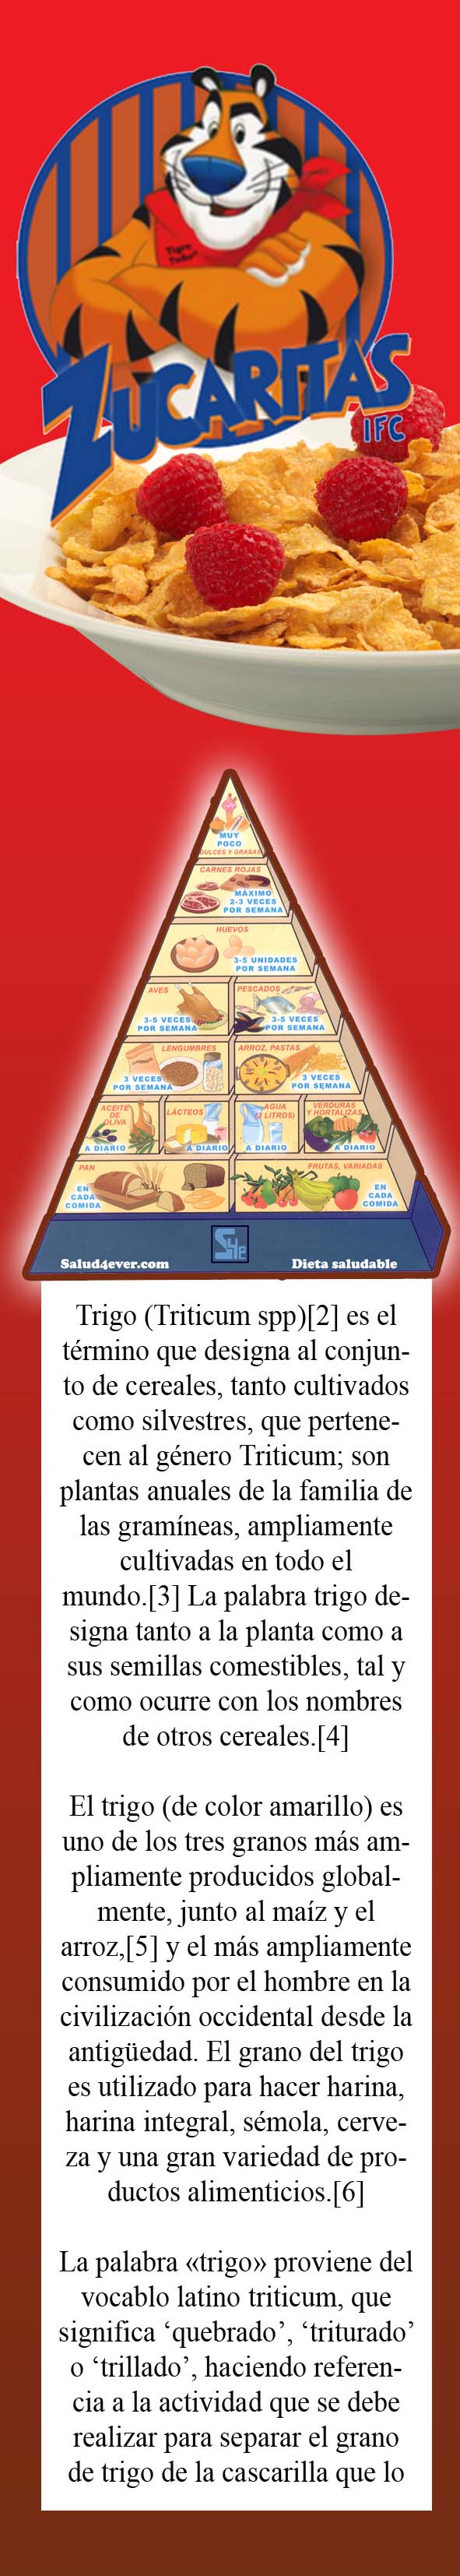 Tigre
Toño
ZUCARITAS
IFC
MUY
POCO
DULCES Y GRASAS
CARNES ROJAS
MÁXIMO
2-3 VECES
POR SEMANA
HUEVOS
3-5 UNIDADES
POR SEMANA
AVES
3-5 VECES
POR SEMANA
PESCADOS
3-5 VECES
POR SEMANA
LENGUMBRES
3 VECES
POR SEMANA
ARROZ, PASTAS
3 VECES
POR SEMANA
ACEITE
DE
OLIVA
A DIARIO
LÁCTEOS
A DIARIO
AGUA
(2 LITROS)
A DIARIO
VERDURAS
Y HORTALIZAS
A DIARIO
PAN
EN
CADA
COMIDA
FRUTAS, VARIADAS
EN
CADA
COMIDA
Salud4ever.com
Dieta saludable
Trigo (Triticum spp)[2] es el
término que designa al conjun-
to de cereales, tanto cultivados
como silvestres, que pertene-
cen al género Triticum; son
plantas anuales de la familia de
las gramíneas, ampliamente
cultivadas en todo el
mundo.[3] La palabra trigo de-
signa tanto a la planta como a
sus semillas comestibles, tal y
como ocurre con los nombres
de otros cereales.[4]
El trigo (de color amarillo) es
uno de los tres granos más am-
pliamente producidos global-
mente, junto al maíz y el
arroz,[5] y el más ampliamente
consumido por el hombre en la
civilización occidental desde la
antigüedad. El grano del trigo
es utilizado para hacer harina,
harina integral, sémola, cerve-
za y una gran variedad de pro-
ductos alimenticios.[6]
La palabra «trigo» proviene del
vocablo latino triticum, que
significa ‘quebrado’, ‘triturado’
o ‘trillado’, haciendo referen-
cia a la actividad que se debe
realizar para separar el grano
de trigo de la cascarilla que lo